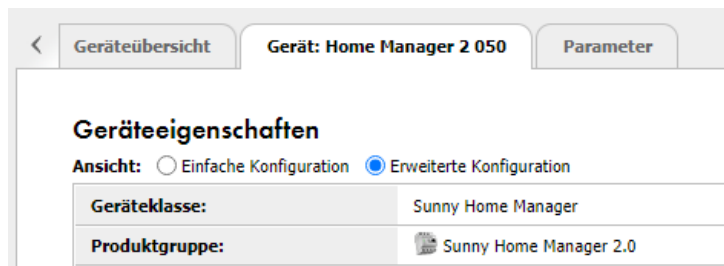 Geräteübersicht Gerät: Home Manager 2 050 Parameter
Geräteeigenschaften
Ansicht: Einfache Konfiguration Erweiterte Konfiguration
Geräteklasse: Sunny Home Manager
Produktgruppe: Sunny Home Manager 2.0